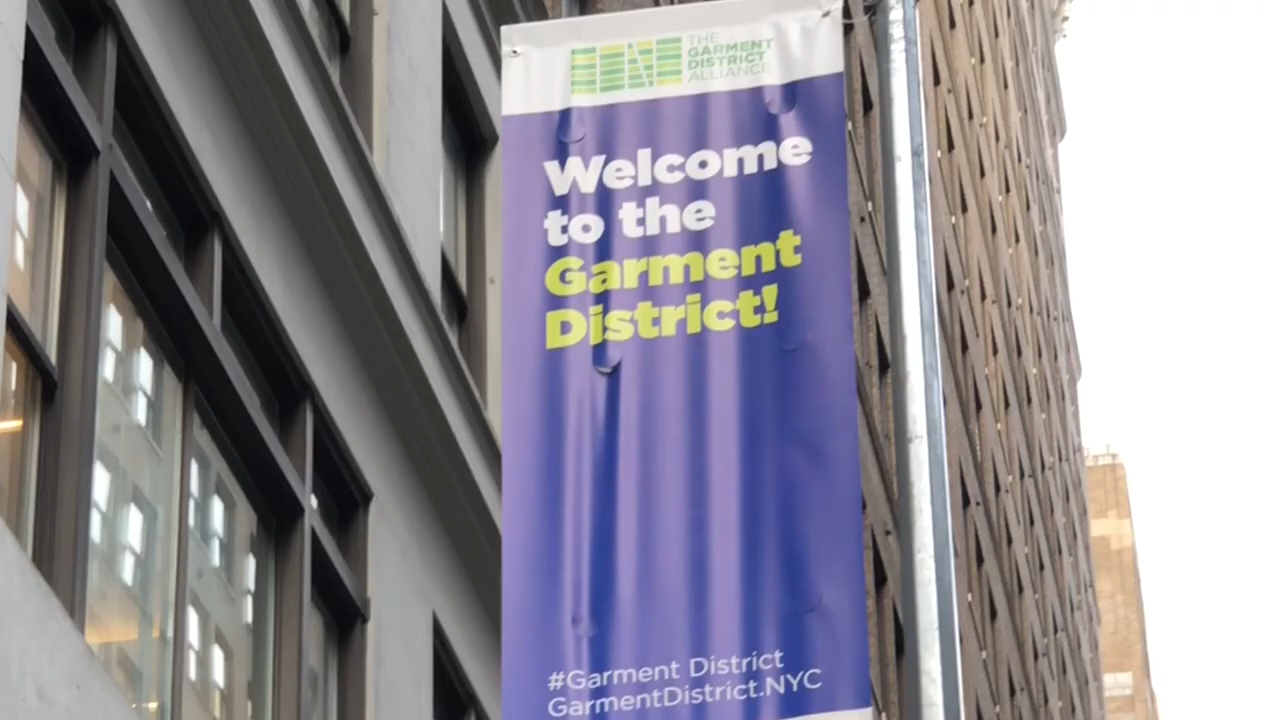 THE
GARMENT
DISTRICT
ALLIANCE
Welcome
to the
Garment
District!
#Garment District
GarmentDistrict.NYC